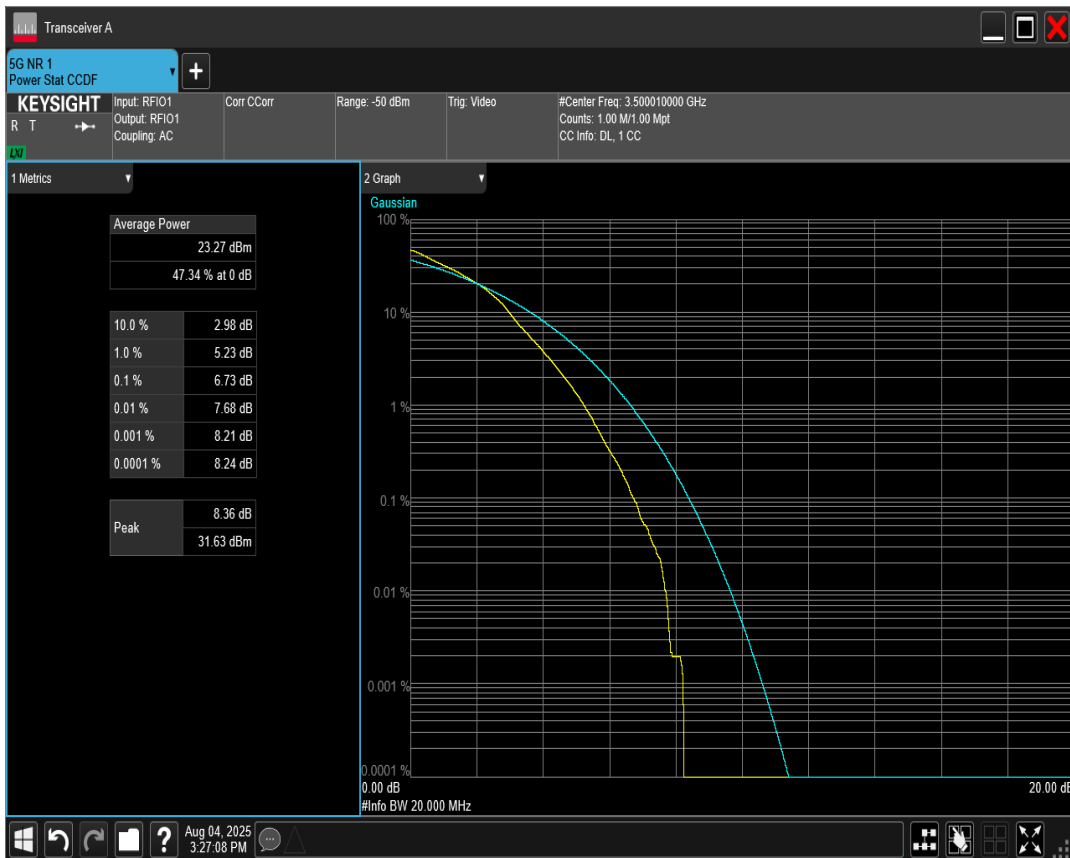 Transceiver A
5G NR 1
Power Stat CCDF
+
KEYSIGHT
R T
LXI
Input: RFIO1
Output: RFIO1
Coupling: AC
Corr CCorr
Range: -50 dBm
Trig: Video
#Center Freq: 3.500010000 GHz
Counts: 1.00 M/1.00 Mpt
CC Info: DL, 1 CC
1 Metrics
Average Power
23.27 dBm
47.34 % at 0 dB
10.0 % 2.98 dB
1.0 % 5.23 dB
0.1 % 6.73 dB
0.01 % 7.68 dB
0.001 % 8.21 dB
0.0001 % 8.24 dB
Peak
8.36 dB
31.63 dBm
2 Graph
Gaussian
100 %
10 %
1 %
0.1 %
0.01 %
0.001 %
0.0001 %
0.00 dB
20.00 dB
#Info BW 20.000 MHz
?
Aug 04, 2025
3:27:08 PM